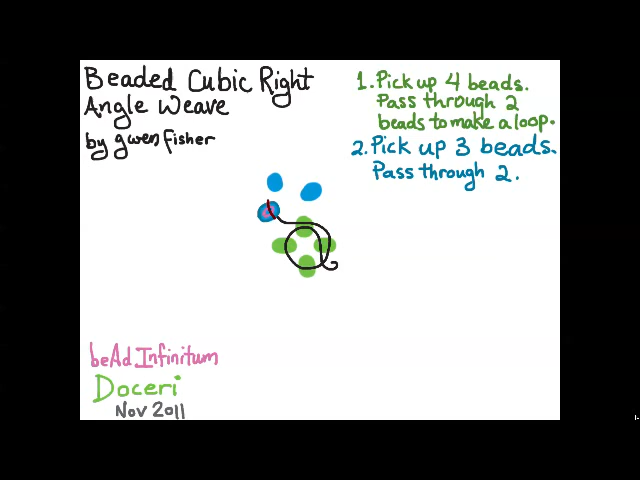 Beaded Cubic Right
Angle Weave
by gwen Fisher
1. Pick up 4 beads.
Pass through 2
beads to make a loop.
2. Pick up 3 beads.
Pass through 2.
beAd Infinitum
Doceri
Nov 2011